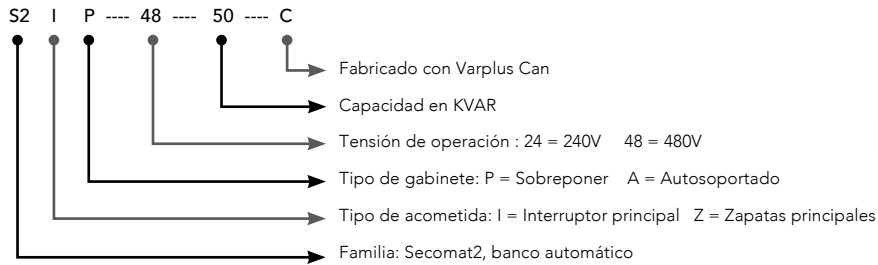 S2 I P ---- 48 ---- 50 ---- C
Fabricado con Varplus Can
Capacidad en KVAR
Tensión de operación : 24 = 240V 48 = 480V
Tipo de gabinete: P = Sobreponer A = Autosoportado
Tipo de acometida: I = Interruptor principal Z = Zapatas principales
Familia: Secomat2, banco automático